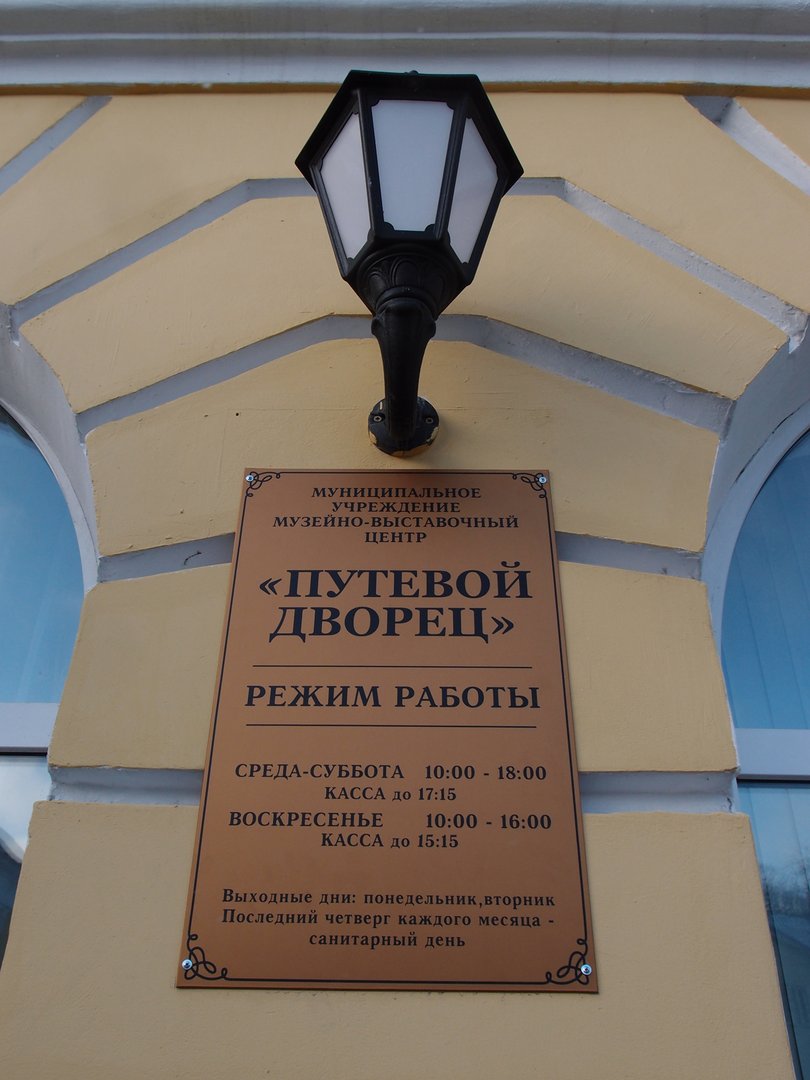 МУНИЦИПАЛЬНОЕ
УЧРЕЖДЕНИЕ
МУЗЕЙНО-ВЫСТАВОЧНЫЙ
ЦЕНТР
«ПУТЕВОЙ
ДВОРЕЦ»
РЕЖИМ РАБОТЫ
СРЕДА-СУББОТА 10:00 - 18:00
КАССА до 17:15
ВОСКРЕСЕНЬЕ 10:00 - 16:00
КАССА до 15:15
Выходные дни: понедельник,вторник
Последний четверг каждого месяца -
санитарный день